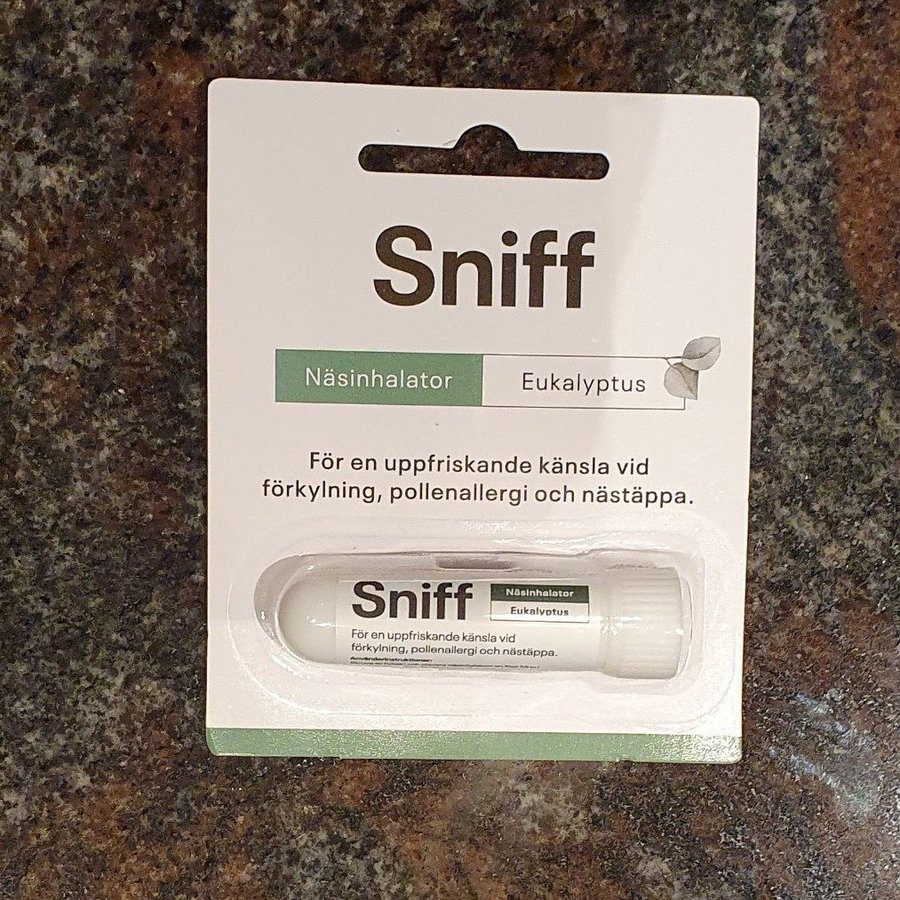 Sniff
Näsinhalator
Eukalyptus
För en uppfriskande känsla vid
förkylning, pollenallergi och nästäppa.
Sniff
Näsinhalator
Eukalyptus
För en uppfriskande känsla vid
förkylning, pollenallergi och nästäppa.
Användarinstruktioner: